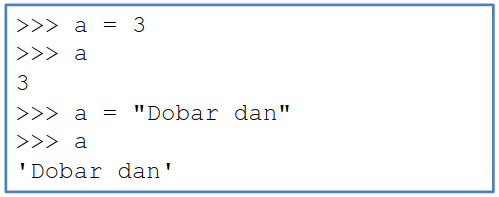 >>> a = 3
>>> a
3
>>> a = "Dobar dan"
>>> a
'Dobar dan'